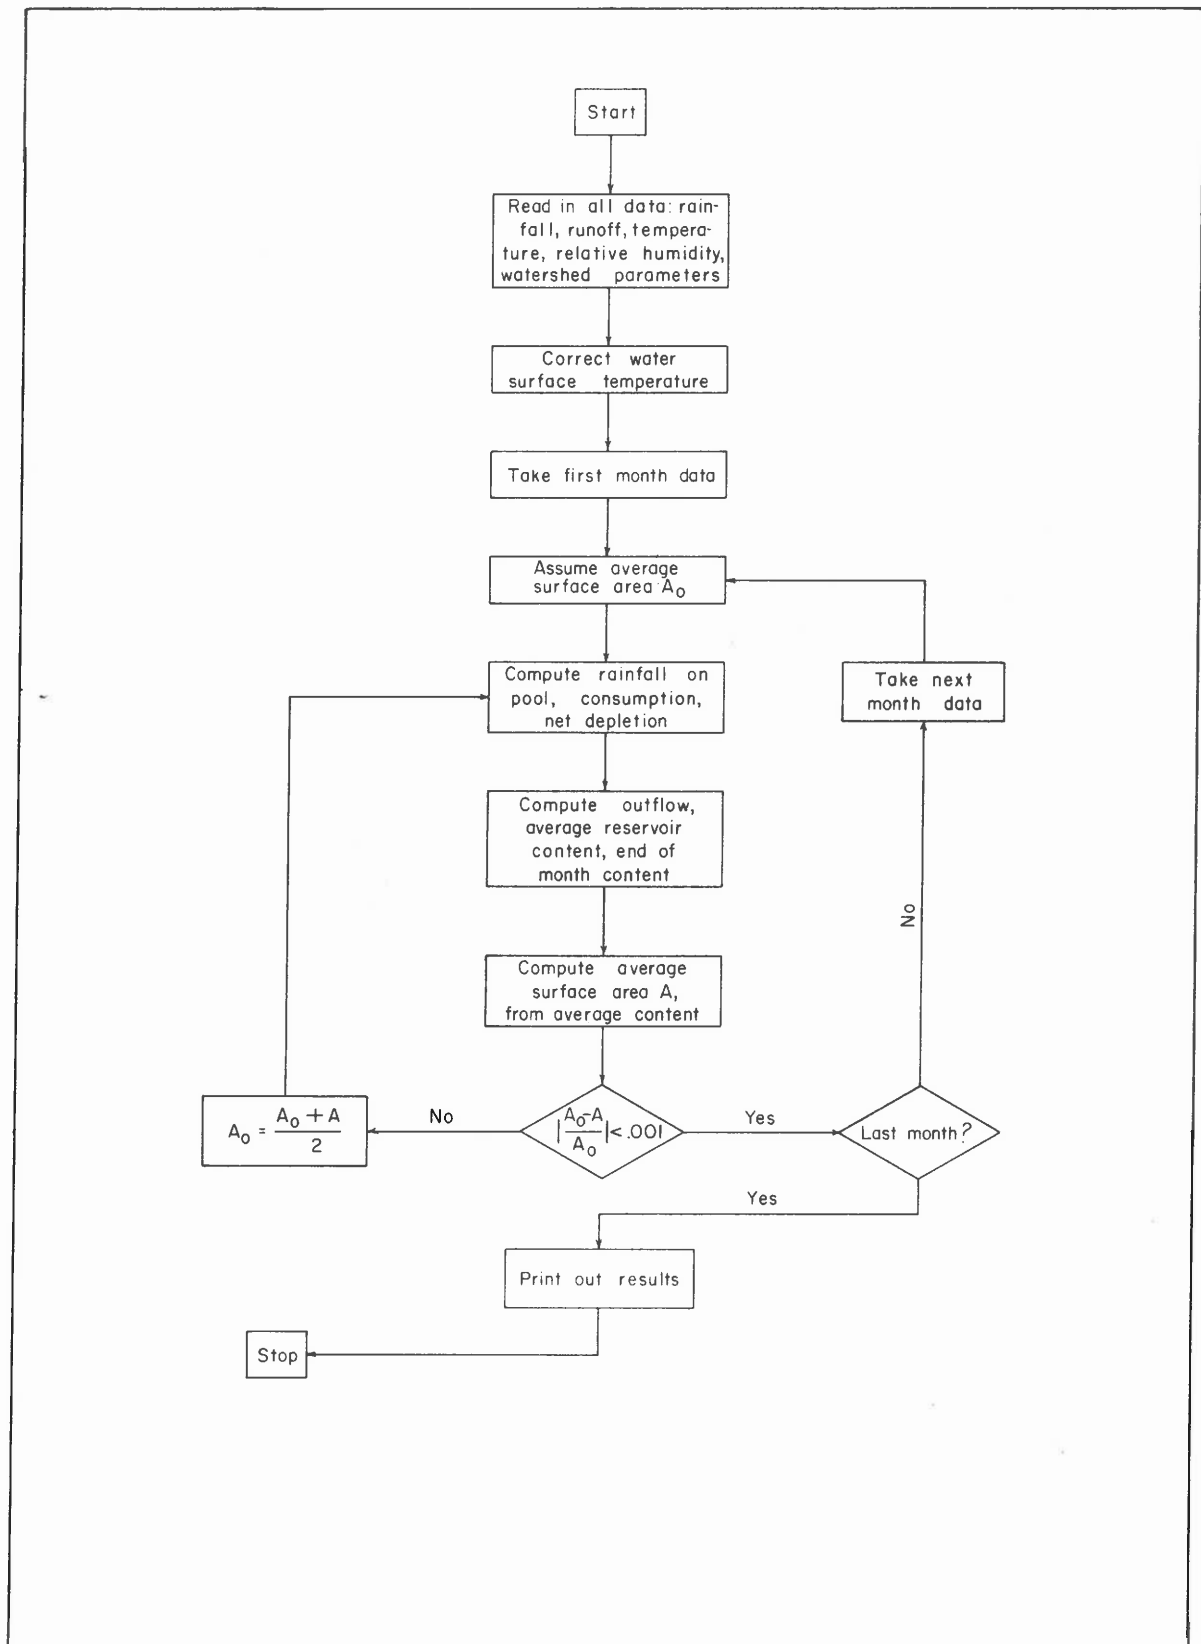 Start
Read in all data: rain-
fall, runoff, tempera-
ture, relative humidity,
watershed parameters
Correct water
surface temperature
Take first month data
Assume average
surface area A₀
Compute rainfall on
pool, consumption,
net depletion
Take next
month data
Compute outflow,
average reservoir
content, end of
month content
No
Compute average
surface area A,
from average content
A₀ = (A₀ + A)/2
No
|(A₀-A)/A₀| < .001
Yes
Last month?
Yes
Print out results
Stop